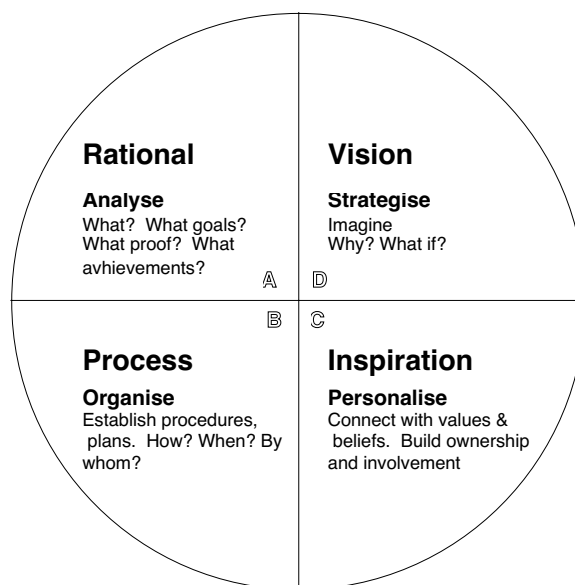 Rational
Analyse
What? What goals?
What proof? What
avhievements?
A
Vision
Strategise
Imagine
Why? What if?
D
B
Process
Organise
Establish procedures,
plans. How? When? By
whom?
C
Inspiration
Personalise
Connect with values &
beliefs. Build ownership
and involvement